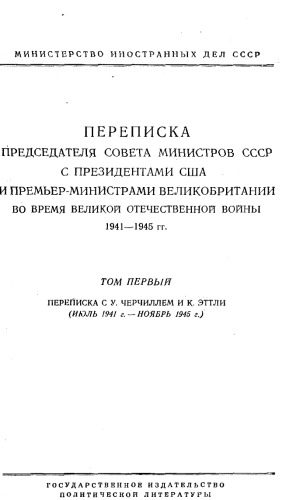 МИНИСТЕРСТВО ИНОСТРАННЫХ ДЕЛ СССР
ПЕРЕПИСКА
ПРЕДСЕДАТЕЛЯ СОВЕТА МИНИСТРОВ СССР
С ПРЕЗИДЕНТАМИ США
И ПРЕМЬЕР-МИНИСТРАМИ ВЕЛИКОБРИТАНИИ
ВО ВРЕМЯ ВЕЛИКОЙ ОТЕЧЕСТВЕННОЙ ВОЙНЫ
1941—1945 гг.
ТОМ ПЕРВЫЙ
ПЕРЕПИСКА С У. ЧЕРЧИЛЛЕМ И К. ЭТТЛИ
(ИЮЛЬ 1941 г. — НОЯБРЬ 1945 г.)
ГОСУДАРСТВЕННОЕ ИЗДАТЕЛЬСТВО
ПОЛИТИЧЕСКОЙ ЛИТЕРАТУРЫ